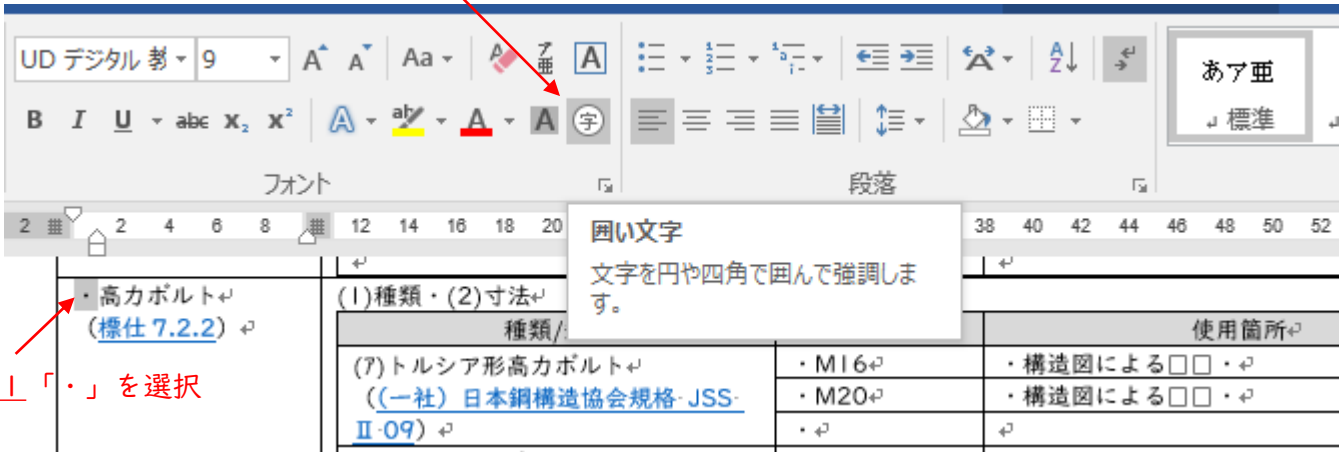 UD デジタル 教 9 A A Aa ア亜 A
B I U abc X₂ X² A aby A A 字
A Z
あア亜
↲ 標準
フォント 段落
2 2 4 6 8 12 14 16 18 20 38 40 42 44 46 48 50 52
囲い文字
文字を円や四角で囲んで強調しま
す。
・高力ボルト↵
(標仕 7.2.2) ↵
1「・」を選択
(1)種類・(2)寸法↵
種類/
使用箇所↵
(ｱ)トルシア形高力ボルト↵
((一社) 日本鋼構造協会規格 JSS
Ⅱ 09) ↵
・M16↵
・構造図による□□・↵
・M20↵
・構造図による□□・↵
・↵